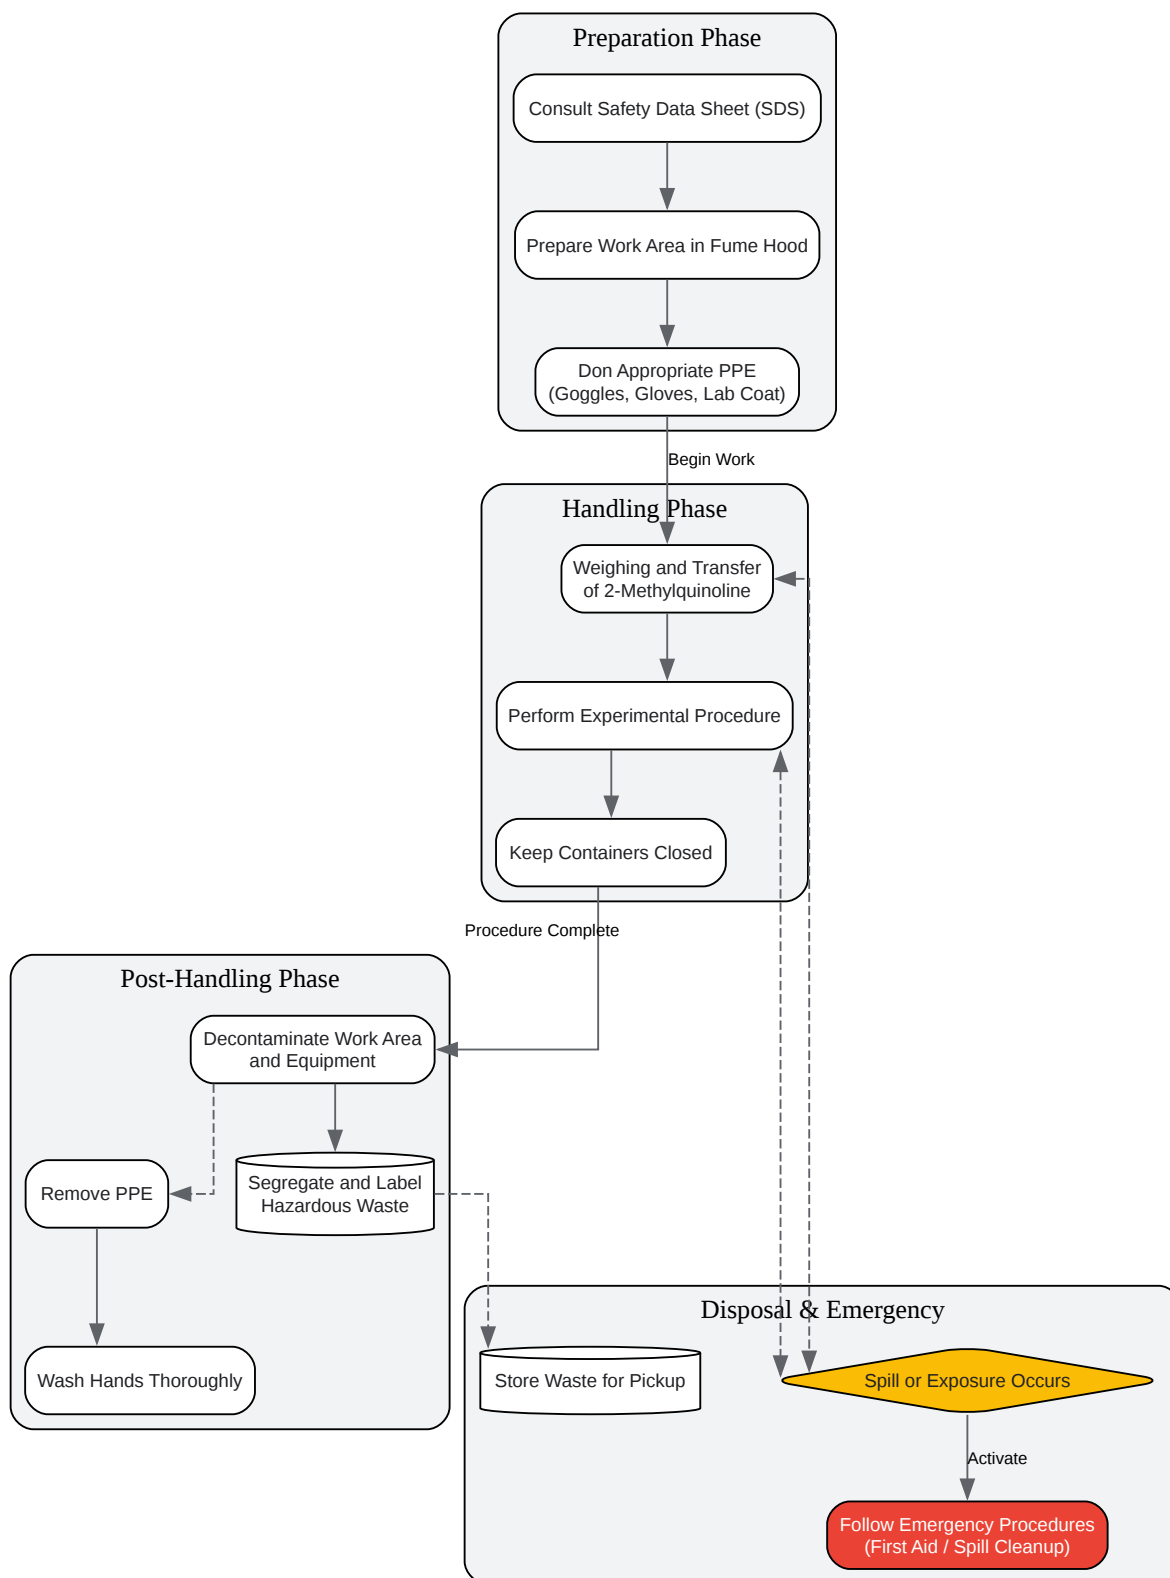 Preparation Phase
Consult Safety Data Sheet (SDS)
Prepare Work Area in Fume Hood
Don Appropriate PPE
(Goggles, Gloves, Lab Coat)
Begin Work
Handling Phase
Weighing and Transfer
of 2-Methylquinoline
Perform Experimental Procedure
Keep Containers Closed
Procedure Complete
Post-Handling Phase
Decontaminate Work Area
and Equipment
Remove PPE
Segregate and Label
Hazardous Waste
Wash Hands Thoroughly
Disposal & Emergency
Store Waste for Pickup
Spill or Exposure Occurs
Activate
Follow Emergency Procedures
(First Aid / Spill Cleanup)